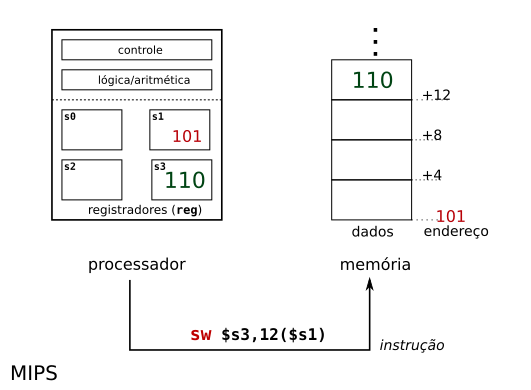 controle
lógica/aritmética
s0
s1
101
s2
s3
110
registradores (reg)
processador
110
+12
+8
+4
101
dados
endereço
memória
sw $s3,12($s1)
instrução
MIPS